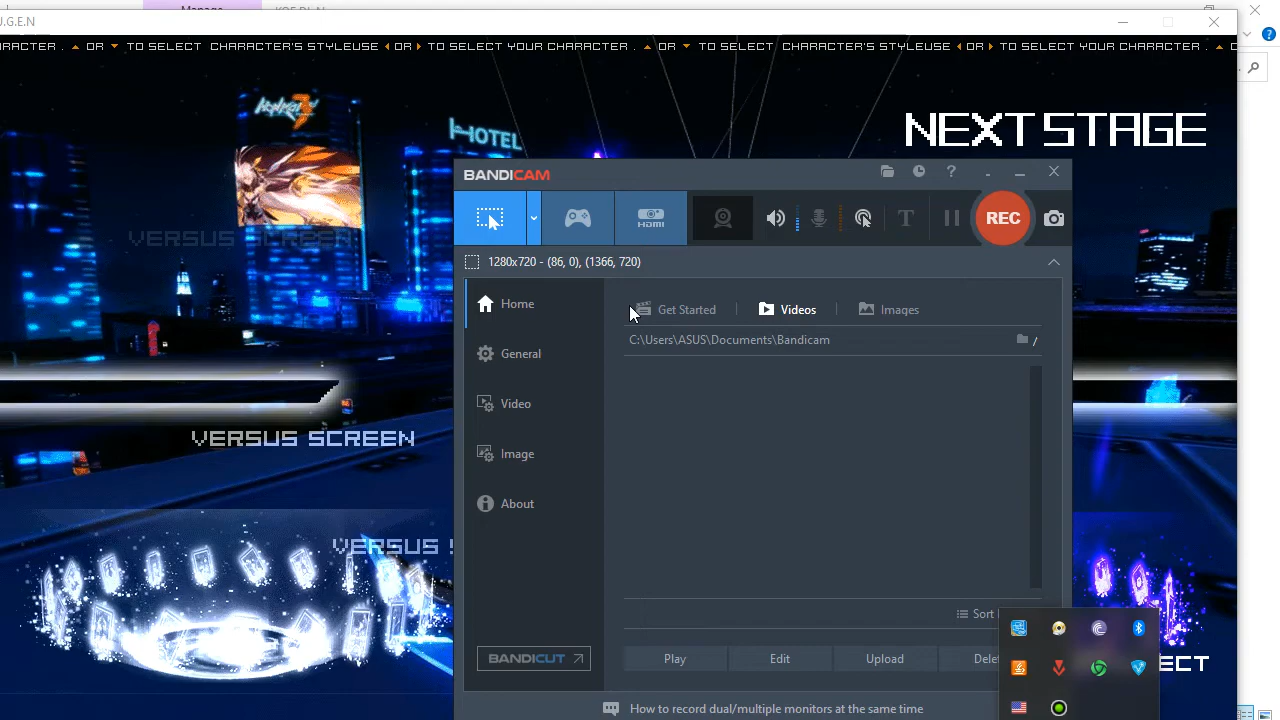 U.G.E.N
HARACTER . OR TO SELECT CHARACTER'S STYLEUSE OR TO SELECT YOUR CHARACTER . OR TO SELECT CHARACTER'S STYLEUSE OR TO SELECT YOUR CHARACTER .
HOTEL
NEXT STAGE
BANDICAM
HDMI
T
REC
VERSUS SCREEN
1280x720 - (86, 0), (1366, 720)
Home
Get Started
Videos
Images
C:\Users\ASUS\Documents\Bandicam
General
Video
VERSUS SCREEN
Image
About
VERSUS
Sort
BANDICUT
Play
Edit
Upload
How to record dual/multiple monitors at the same time